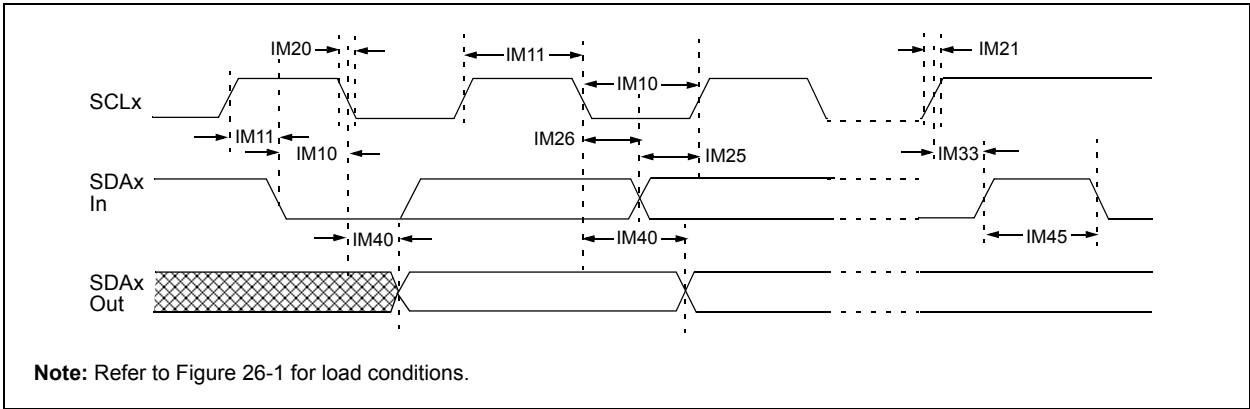 IM20
IM11
IM21
SCLx
IM10
IM11
IM10
IM26
IM25
IM33
SDAx
In
IM40
IM40
IM45
SDAx
Out
Note: Refer to Figure 26-1 for load conditions.